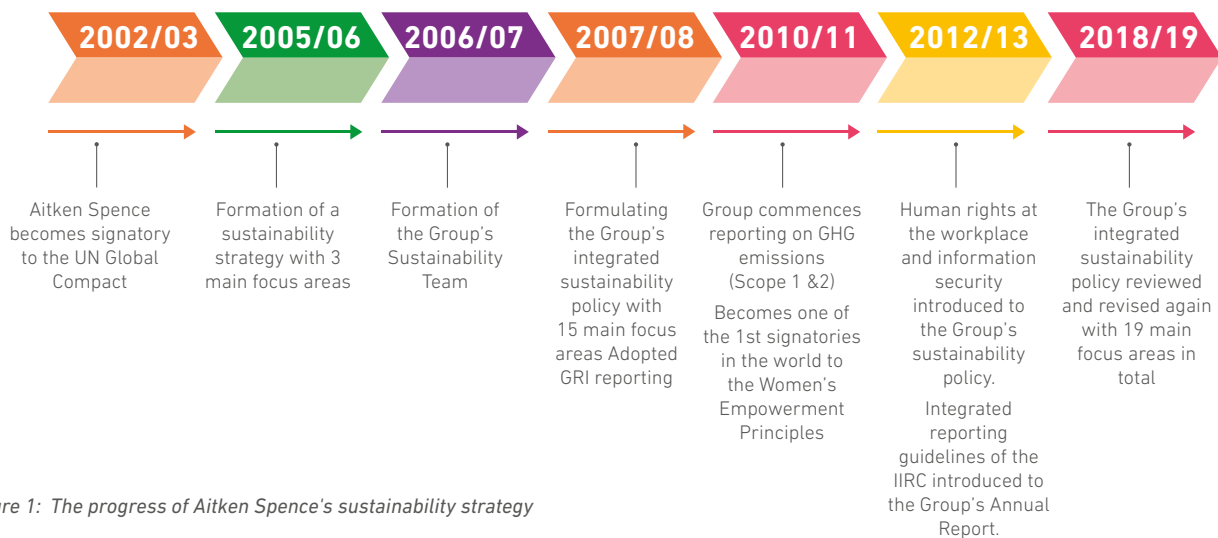 2002/03
2005/06
2006/07
2007/08
2010/11
2012/13
2018/19
Aitken Spence
becomes signatory
to the UN Global
Compact
Formation of a
sustainability
strategy with 3
main focus areas
Formation of
the Group's
Sustainability
Team
Formulating
the Group's
integrated
sustainability
policy with
15 main focus
areas Adopted
GRI reporting
Group commences
reporting on GHG
emissions
(Scope 1 &2)
Becomes one of
the 1st signatories
in the world to
the Women's
Empowerment
Principles
Human rights at
the workplace
and information
security
introduced to
the Group's
sustainability
policy.
Integrated
reporting
guidelines of the
IIRC introduced to
the Group's Annual
Report.
The Group's
integrated
sustainability
policy reviewed
and revised again
with 19 main
focus areas in
total
re 1: The progress of Aitken Spence's sustainability strategy